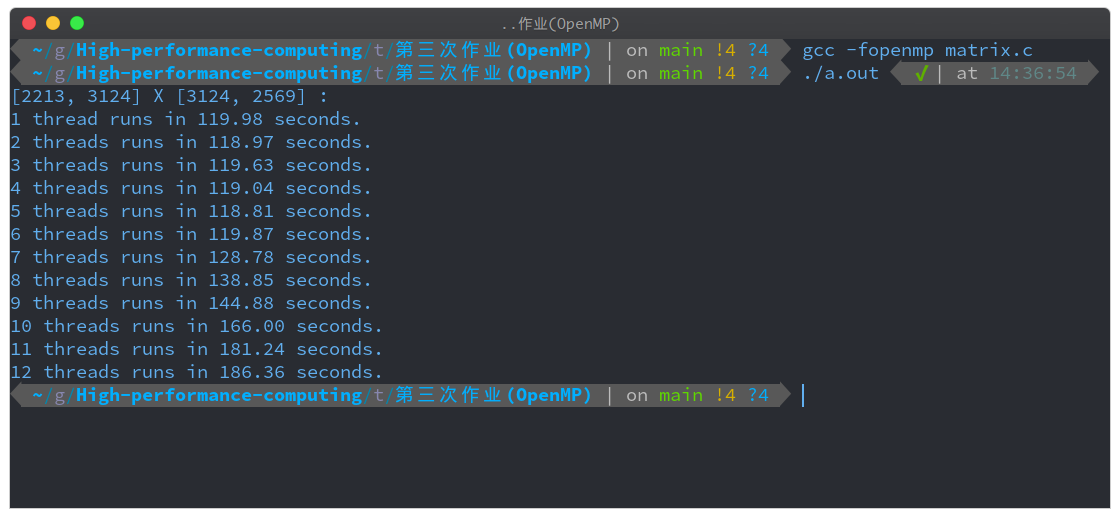 ..作业(OpenMP)
~/g/High-performance-computing/t/第三次作业(OpenMP) | on main !4 ?4 gcc -fopenmp matrix.c
~/g/High-performance-computing/t/第三次作业(OpenMP) | on main !4 ?4 ./a.out ✔ | at 14:36:54
[2213, 3124] X [3124, 2569] :
1 thread runs in 119.98 seconds.
2 threads runs in 118.97 seconds.
3 threads runs in 119.63 seconds.
4 threads runs in 119.04 seconds.
5 threads runs in 118.81 seconds.
6 threads runs in 119.87 seconds.
7 threads runs in 128.78 seconds.
8 threads runs in 138.85 seconds.
9 threads runs in 144.88 seconds.
10 threads runs in 166.00 seconds.
11 threads runs in 181.24 seconds.
12 threads runs in 186.36 seconds.
~/g/High-performance-computing/t/第三次作业(OpenMP) | on main !4 ?4